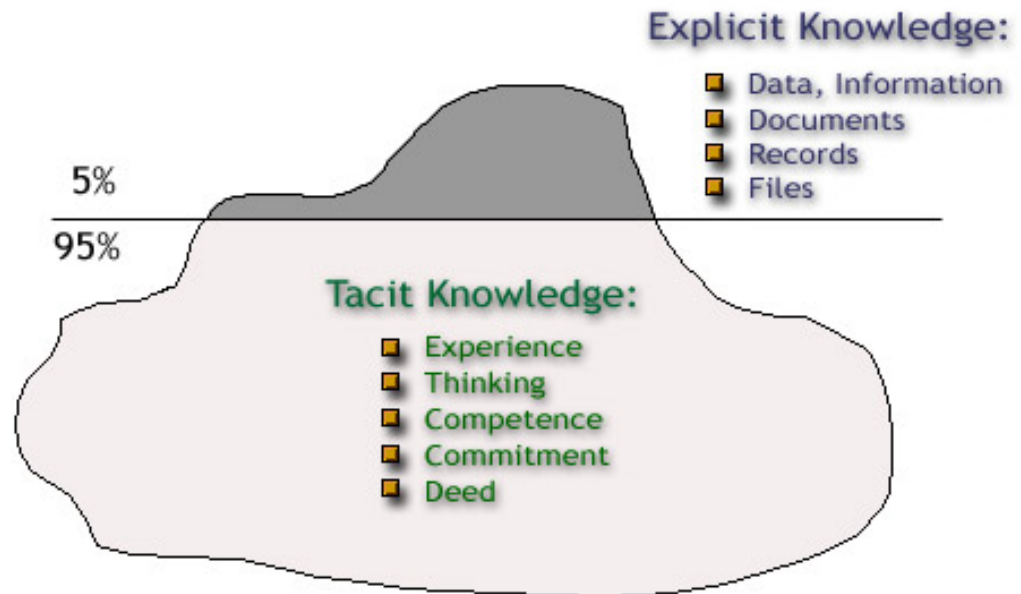 Explicit Knowledge:
Data, Information
Documents
Records
Files
5%
95%
Tacit Knowledge:
Experience
Thinking
Competence
Commitment
Deed